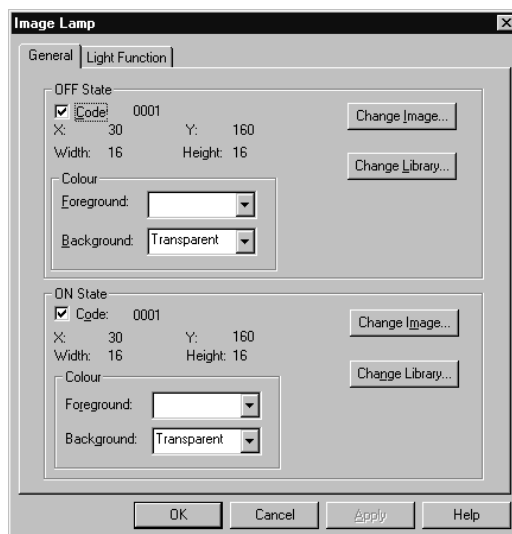 Image Lamp
General Light Function
OFF State
Code 0001
Change Image...
X: 30 Y: 160
Width: 16 Height: 16
Change Library...
Colour
Foreground:
Background: Transparent
ON State
Code: 0001
Change Image...
X: 30 Y: 160
Width: 16 Height: 16
Change Library...
Colour
Foreground:
Background: Transparent
OK Cancel Apply Help